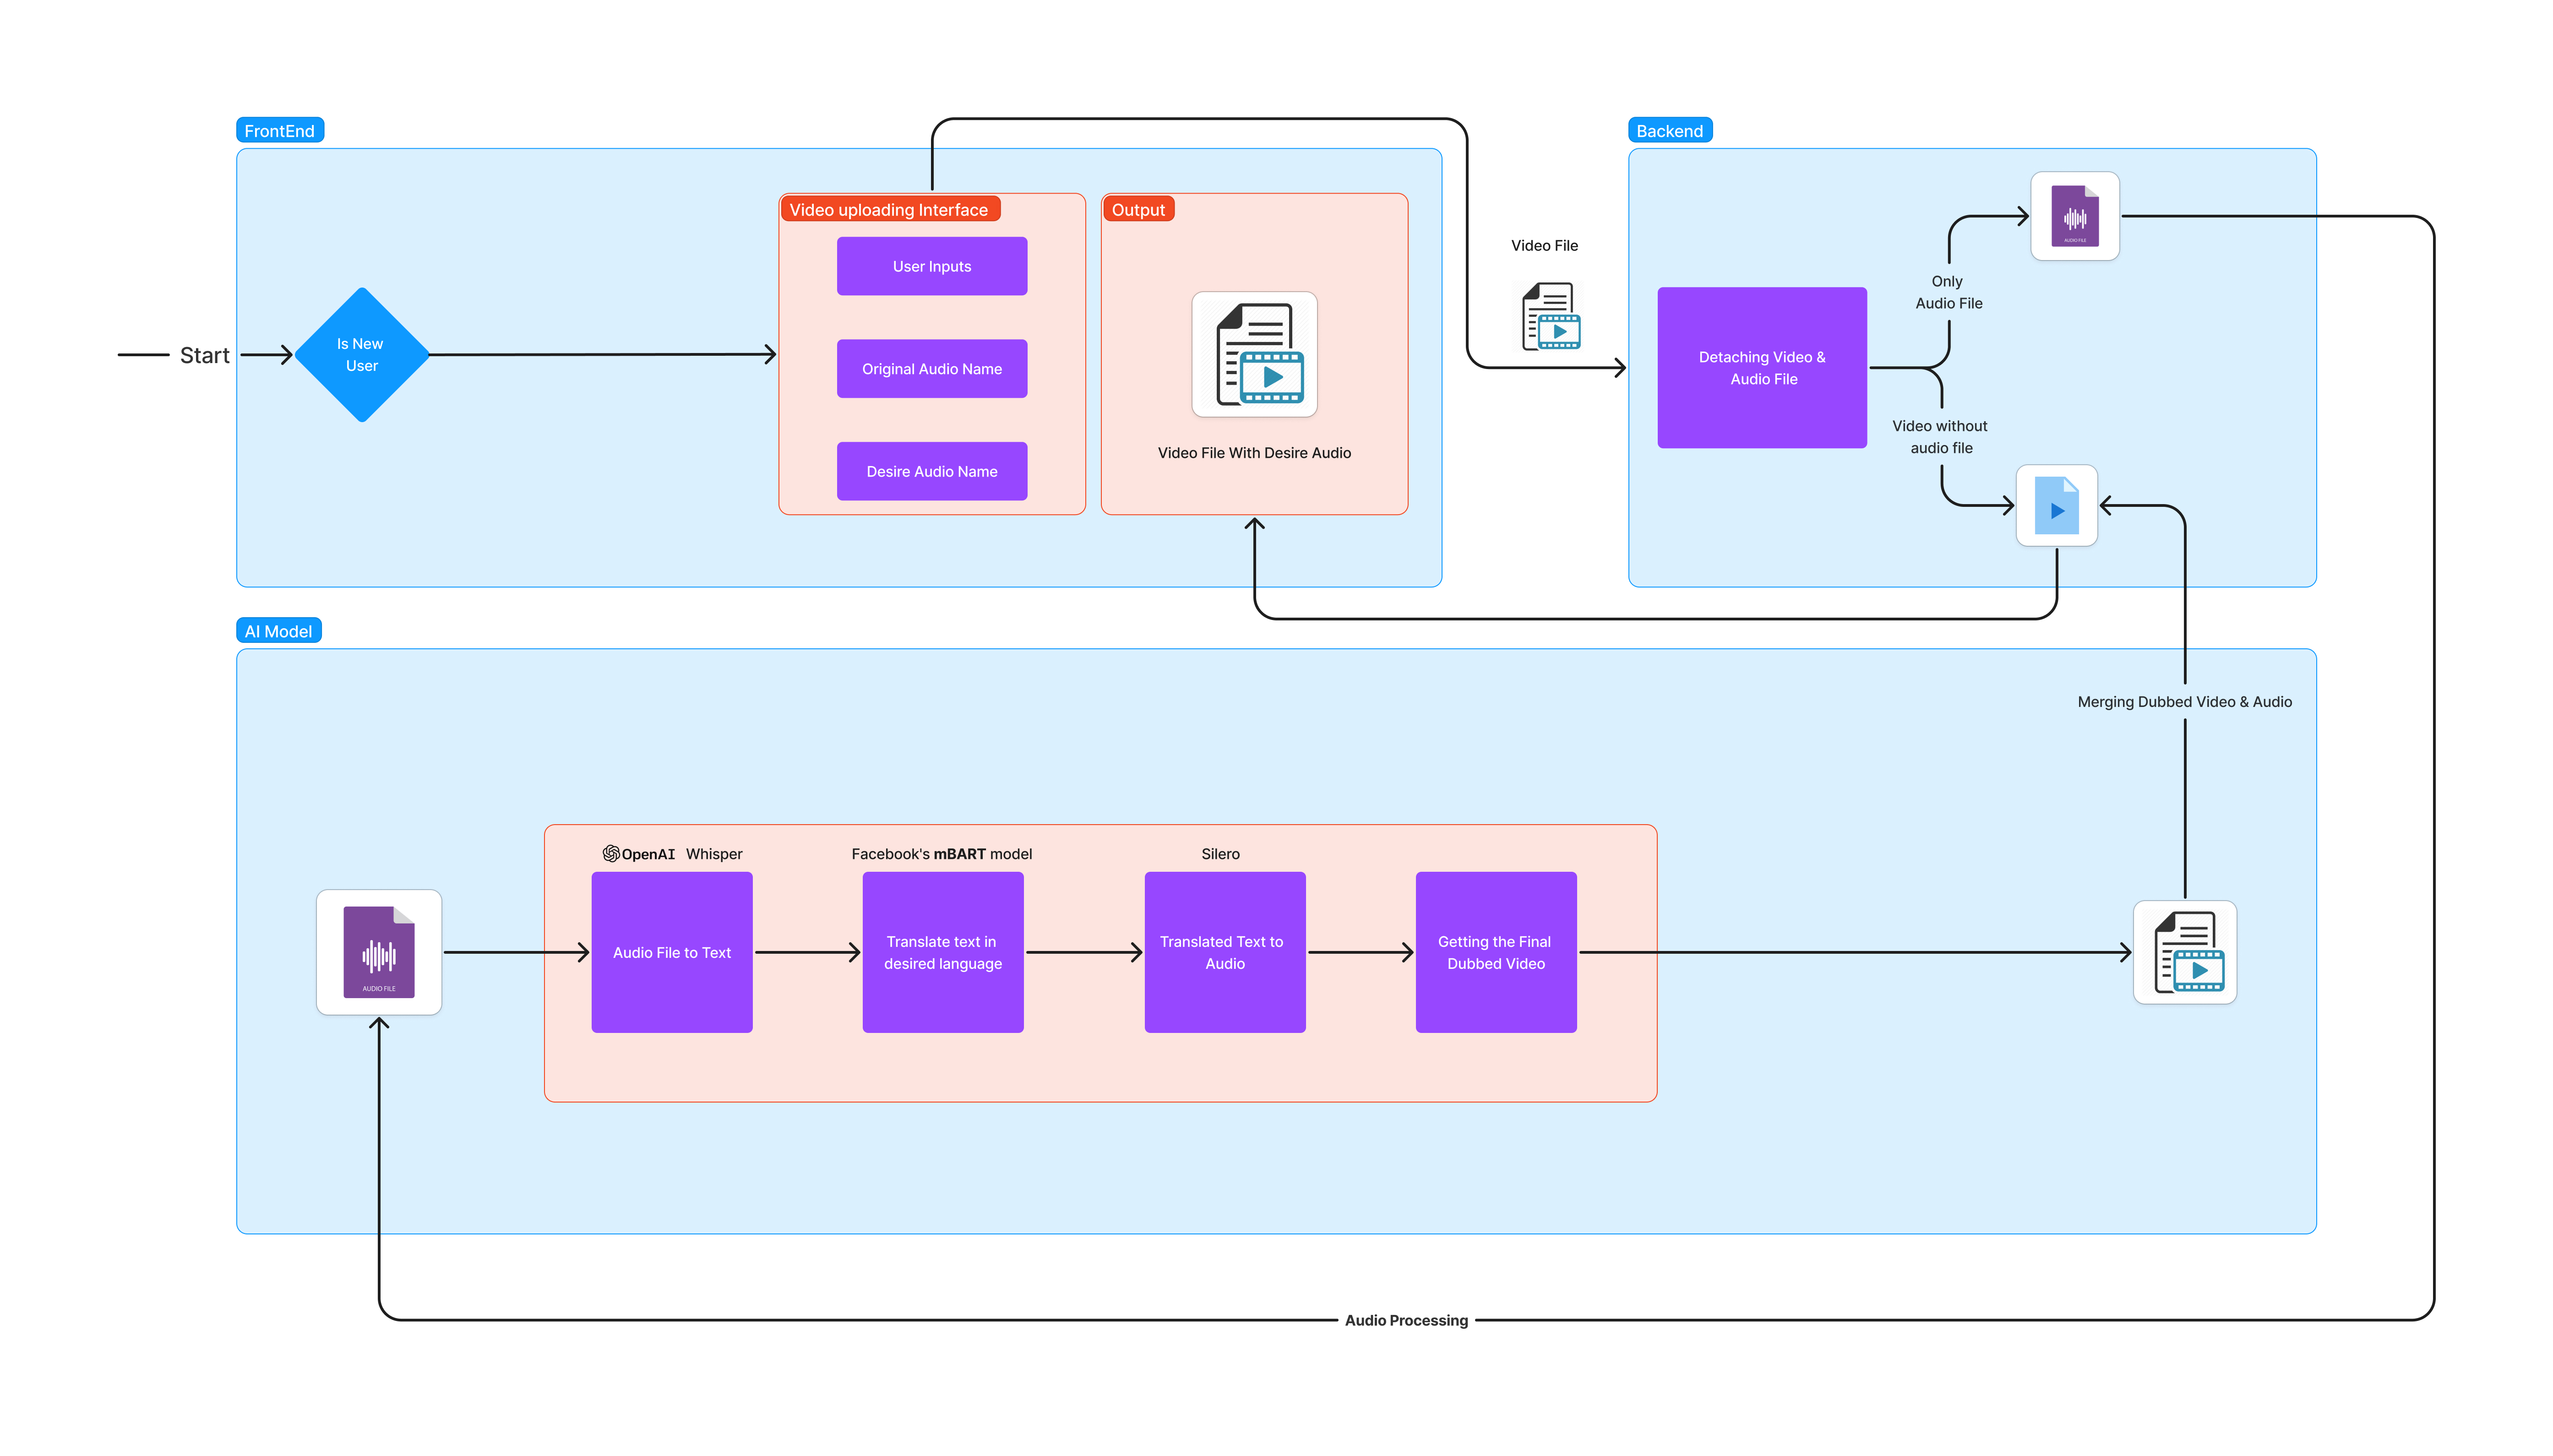 FrontEnd
Backend
Video uploading Interface
Output
User Inputs
Original Audio Name
Desire Audio Name
Start
Is New
User
Video File With Desire Audio
Video File
Detaching Video &
Audio File
Only
Audio File
AUDIO FILE
Video without
audio file
AI Model
Merging Dubbed Video & Audio
OpenAI Whisper
Facebook's mBART model
Silero
AUDIO FILE
Audio File to Text
Translate text in
desired language
Translated Text to
Audio
Getting the Final
Dubbed Video
Audio Processing